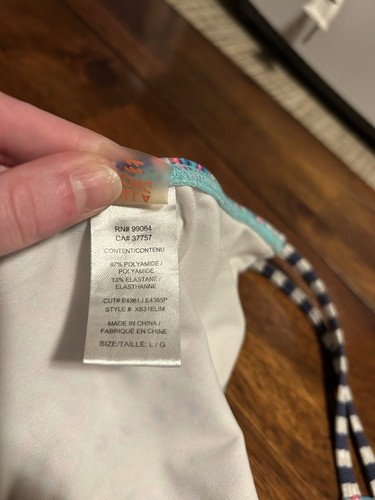 RN# 99084
CA# 37757
CONTENT/CONTENU
87% POLYAMIDE /
POLYAMIDE
13% ELASTANE /
ELASTHANNE
CUT# E4361 / E4385P
STYLE # XB31ELIM
MADE IN CHINA /
FABRIQUÉ EN CHINE
SIZE/TAILLE: L / G